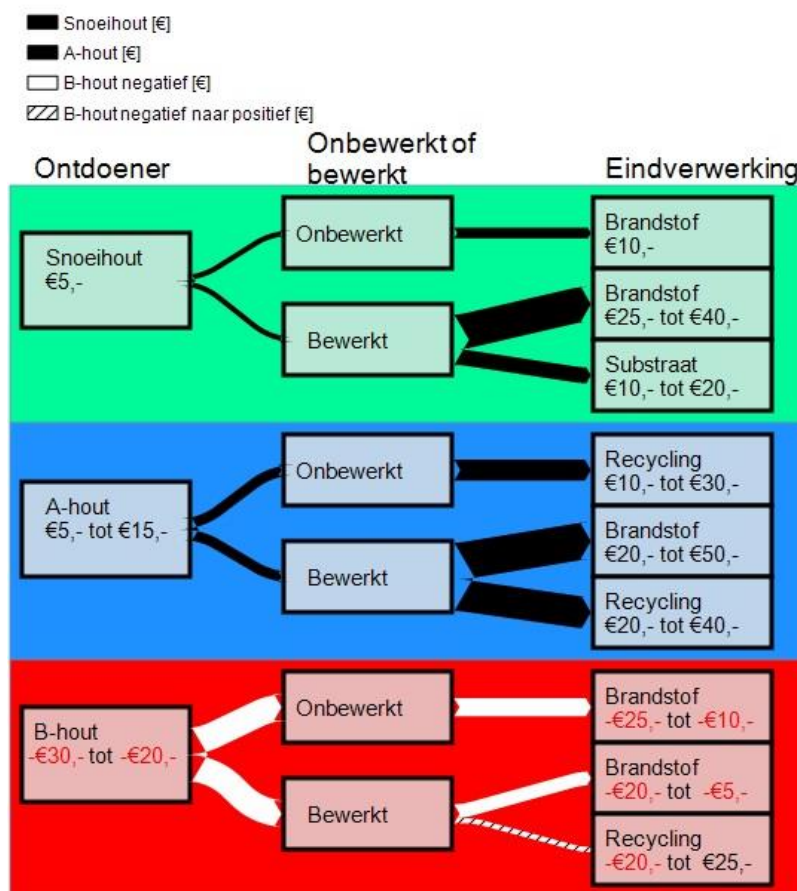 Snoeihout [€]
A-hout [€]
B-hout negatief [€]
B-hout negatief naar positief [€]
Ontdoener
Onbewerkt of
bewerkt
Eindverwerking
Snoeihout
€5,-
Onbewerkt
Bewerkt
Brandstof
€10,-
Brandstof
€25,- tot €40,-
Substraat
€10,- tot €20,-
A-hout
€5,- tot €15,-
Onbewerkt
Bewerkt
Recycling
€10,- tot €30,-
Brandstof
€20,- tot €50,-
Recycling
€20,- tot €40,-
B-hout
-€30,- tot -€20,-
Onbewerkt
Bewerkt
Brandstof
-€25,- tot -€10,-
Brandstof
-€20,- tot -€5,-
Recycling
-€20,- tot €25,-